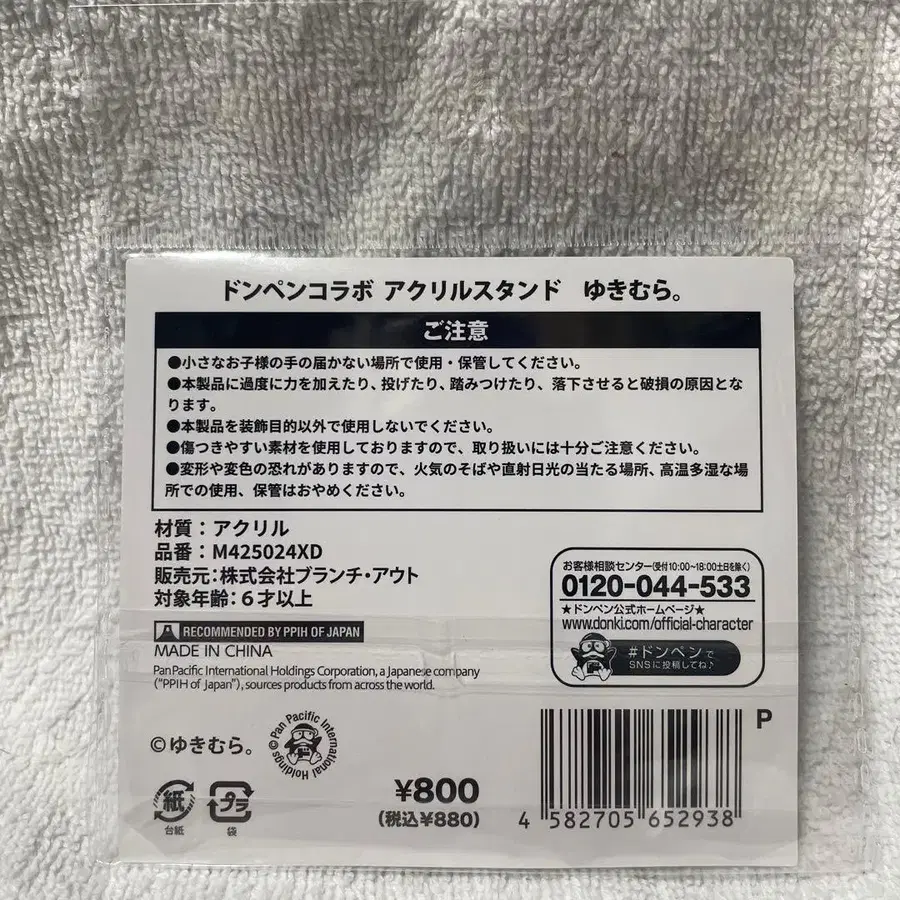 ドンペンコラボ アクリルスタンド　ゆきむら。
ご注意
●小さなお子様の手の届かない場所で使用・保管してください。
●本製品に過度に力を加えたり、投げたり、踏みつけたり、落下させると破損の原因とな
ります。
●本製品を装飾目的以外で使用しないでください。
●傷つきやすい素材を使用しておりますので、取り扱いには十分ご注意ください。
●変形や変色の恐れがありますので、火気のそばや直射日光の当たる場所、高温多湿な場
所での使用、保管はおやめください。
材質：アクリル
品番：M425024XD
販売元：株式会社ブランチ・アウト
対象年齢：６才以上
RECOMMENDED BY PPIH OF JAPAN
MADE IN CHINA
Pan Pacific International Holdings Corporation, a Japanese company
("PPIH of Japan"), sources products from across the world.
お客様相談センター(受付10:00~18:00土日を除く)
0120-044-533
★ドンペン公式ホームページ★
www.donki.com/official-character
#ドンペンで
SNSに投稿してね♪
©ゆきむら。
© Pan Pacific International Holdings
紙
台紙
プラ
袋
¥800
(税込¥880)
P
4 582705 652938